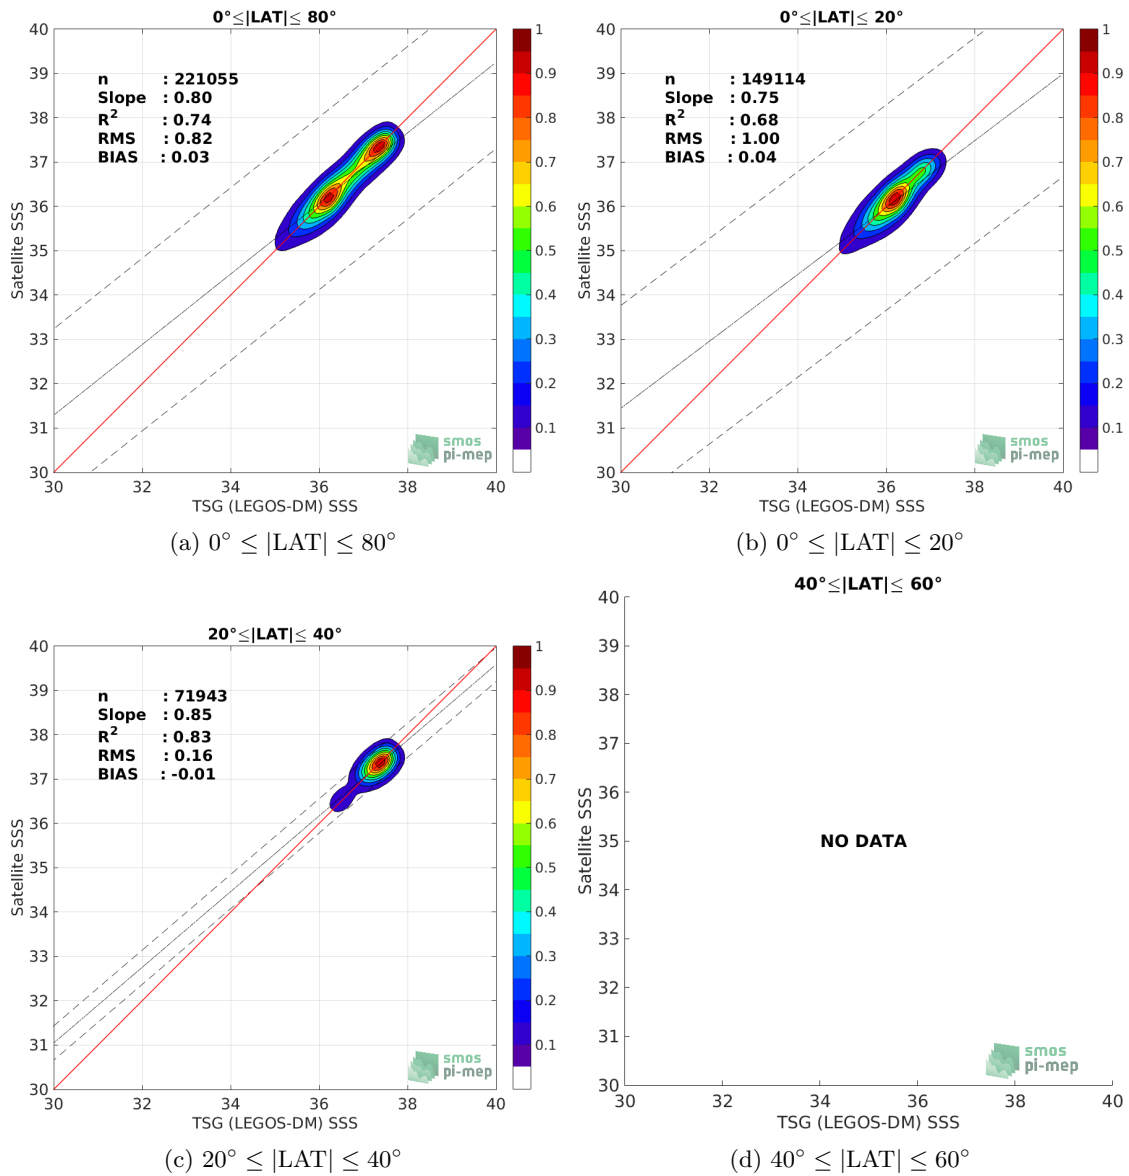 0°≤|LAT|≤ 80°
40
39
38
37
36
35
34
33
32
31
30
Satellite SSS
n : 221055
Slope : 0.80
R² : 0.74
RMS : 0.82
BIAS : 0.03
smos
pi-mep
30 32 34 36 38 40
TSG (LEGOS-DM) SSS
1
0.9
0.8
0.7
0.6
0.5
0.4
0.3
0.2
0.1
(a) 0° ≤ |LAT| ≤ 80°
0°≤|LAT|≤ 20°
40
39
38
37
36
35
34
33
32
31
30
Satellite SSS
n : 149114
Slope : 0.75
R² : 0.68
RMS : 1.00
BIAS : 0.04
smos
pi-mep
30 32 34 36 38 40
TSG (LEGOS-DM) SSS
1
0.9
0.8
0.7
0.6
0.5
0.4
0.3
0.2
0.1
(b) 0° ≤ |LAT| ≤ 20°
20°≤|LAT|≤ 40°
40
39
38
37
36
35
34
33
32
31
30
Satellite SSS
n : 71943
Slope : 0.85
R² : 0.83
RMS : 0.16
BIAS : -0.01
smos
pi-mep
30 32 34 36 38 40
TSG (LEGOS-DM) SSS
1
0.9
0.8
0.7
0.6
0.5
0.4
0.3
0.2
0.1
(c) 20° ≤ |LAT| ≤ 40°
40°≤|LAT|≤ 60°
40
39
38
37
36
35
34
33
32
31
30
Satellite SSS
NO DATA
smos
pi-mep
30 32 34 36 38 40
TSG (LEGOS-DM) SSS
(d) 40° ≤ |LAT| ≤ 60°